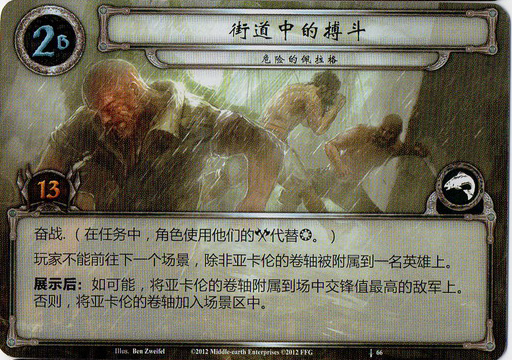 2B
街道中的搏斗
危险的佩拉格
13
奋战.（在任务中，角色使用他们的代替。）
玩家不能前往下一个场景，除非亚卡伦的卷轴被附属到一名英雄上。
展示后：如可能，将亚卡伦的卷轴附属到场中交锋值最高的敌军上。
否则，将亚卡伦的卷轴加入场景区中。
Illus. Ben Zweifel
©2012 Middle-earth Enterprises ©2012 FFG
66